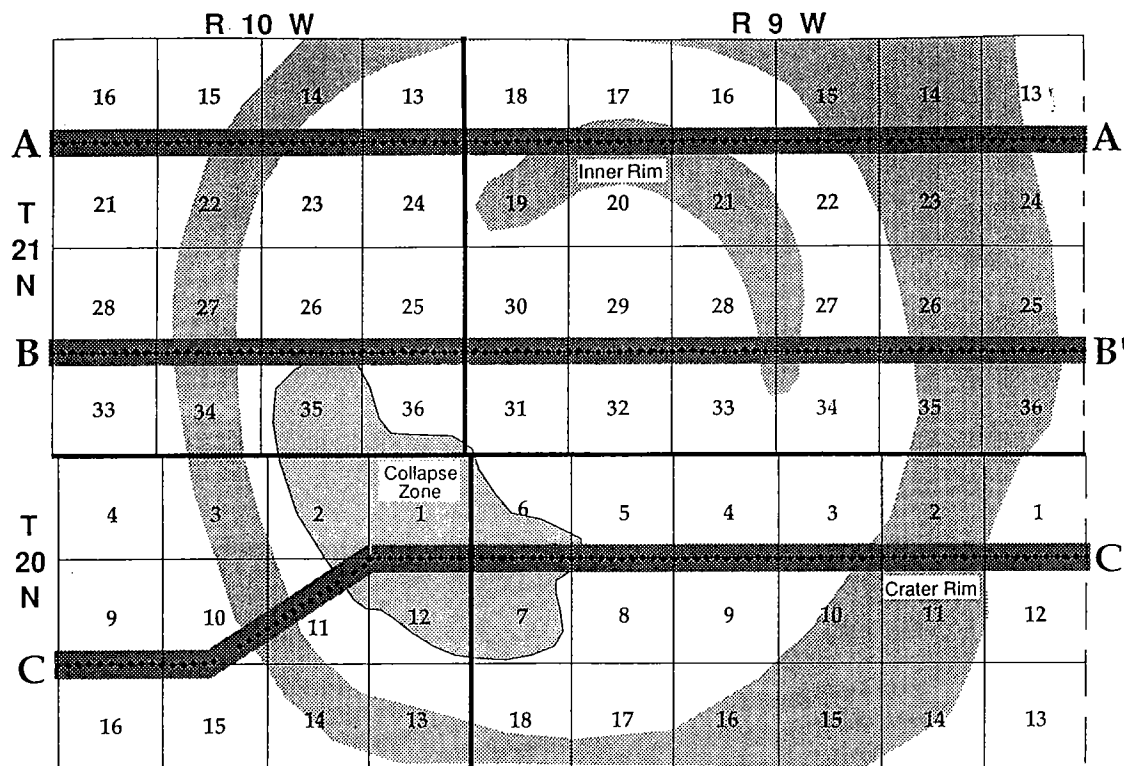 R 10 W R 9 W
16 15 14 13 18 17 16 15 14 13
A A
Inner Rim
T 21 N
21 22 23 24 19 20 21 22 23 24
28 27 26 25 30 29 28 27 26 25
B B'
33 34 35 36 31 32 33 34 35 36
Collapse
Zone
T 20 N
4 3 2 1 6 5 4 3 2 1
C
Crater Rim
9 10 11 12 7 8 9 10 11 12
C
16 15 14 13 18 17 16 15 14 13